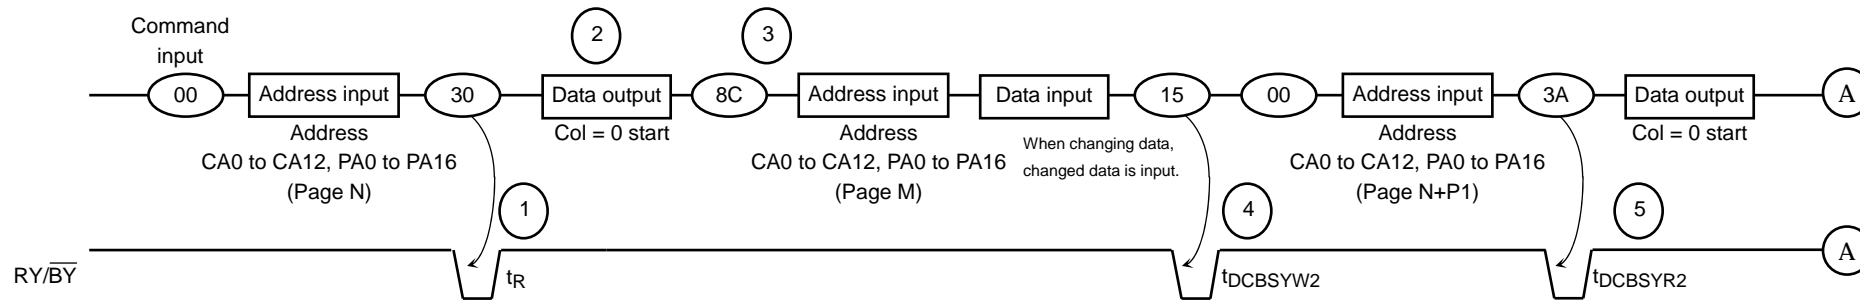 Command
input
2
3
00
Address input
30
Data output
8C
Address input
Data input
15
00
Address input
3A
Data output
A
Address
CA0 to CA12, PA0 to PA16
(Page N)
Col = 0 start
Address
CA0 to CA12, PA0 to PA16
(Page M)
When changing data,
changed data is input.
Address
CA0 to CA12, PA0 to PA16
(Page N+P1)
Col = 0 start
1
4
5
RY/BY
tR
tDCBSYW2
tDCBSYR2
A